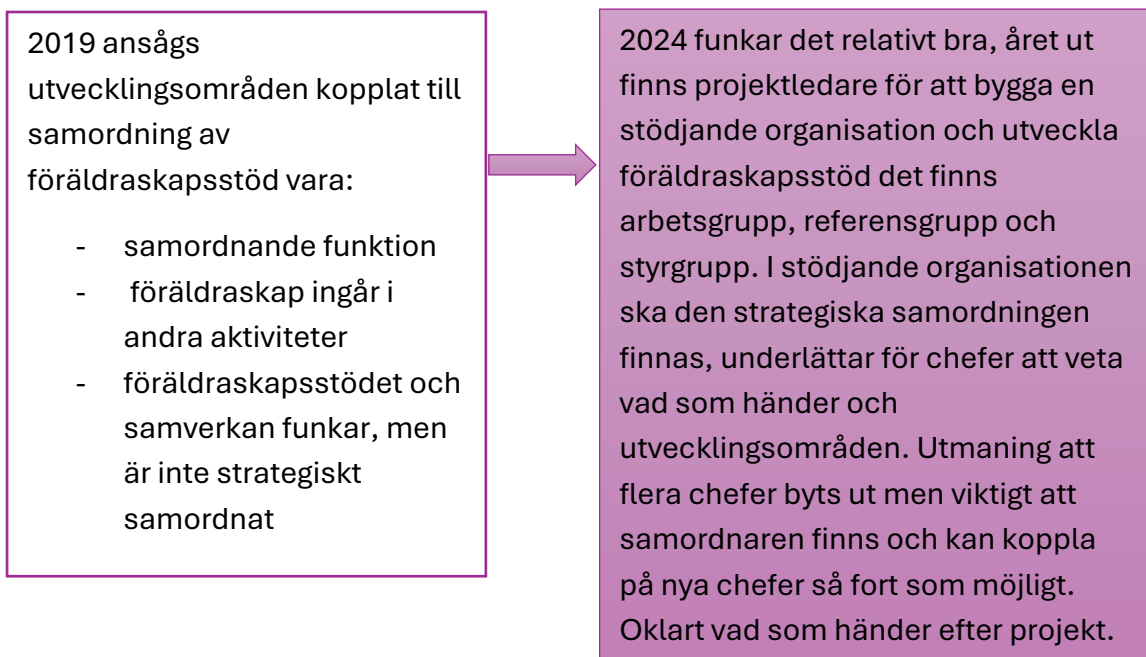 2019 ansågs
utvecklingsområden kopplat till
samordning av
föräldraskapsstöd vara:
- samordnande funktion
- föräldraskap ingår i
andra aktiviteter
- föräldraskapsstödet och
samverkan funkar, men
är inte strategiskt
samordnat
2024 funkar det relativt bra, året ut
finns projektledare för att bygga en
stödjande organisation och utveckla
föräldraskapsstöd det finns
arbetsgrupp, referensgrupp och
styrgrupp. I stödjande organisationen
ska den strategiska samordningen
finnas, underlättar för chefer att veta
vad som händer och
utvecklingsområden. Utmaning att
flera chefer byts ut men viktigt att
samordnaren finns och kan koppla
på nya chefer så fort som möjligt.
Oklart vad som händer efter projekt.